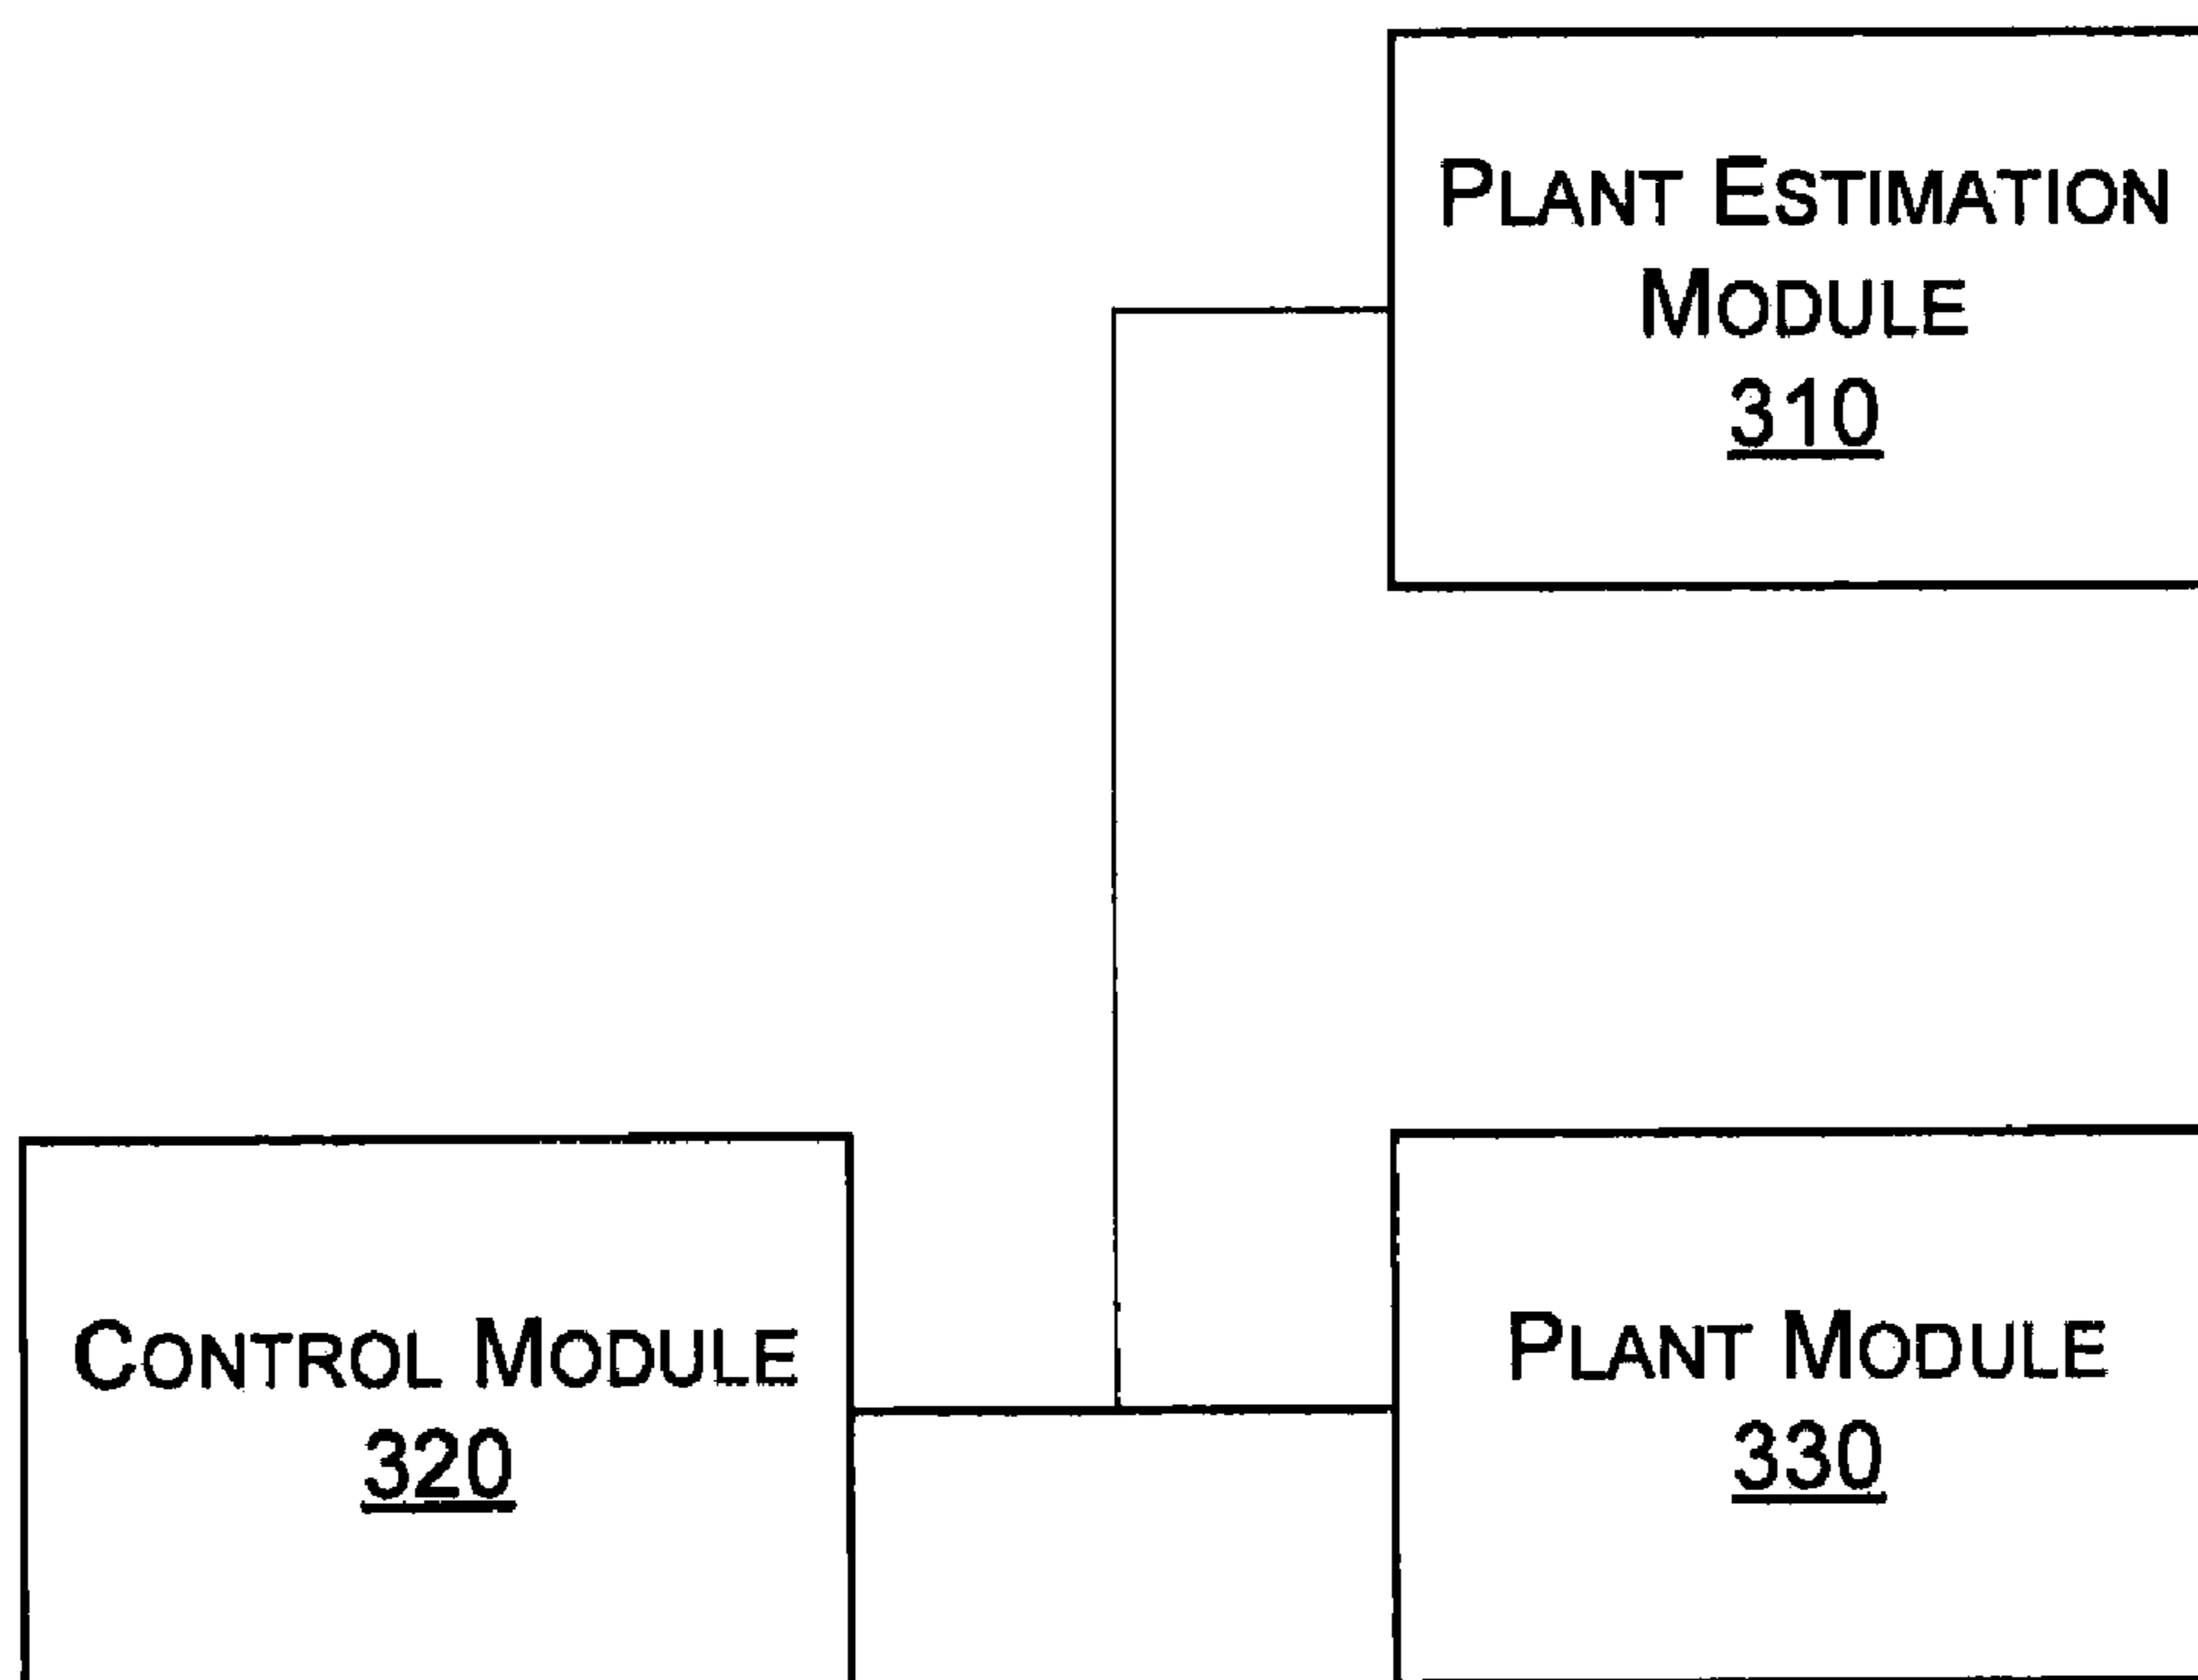 PLANT ESTIMATION
MODULE
310
CONTROL MODULE
320
PLANT MODULE
330